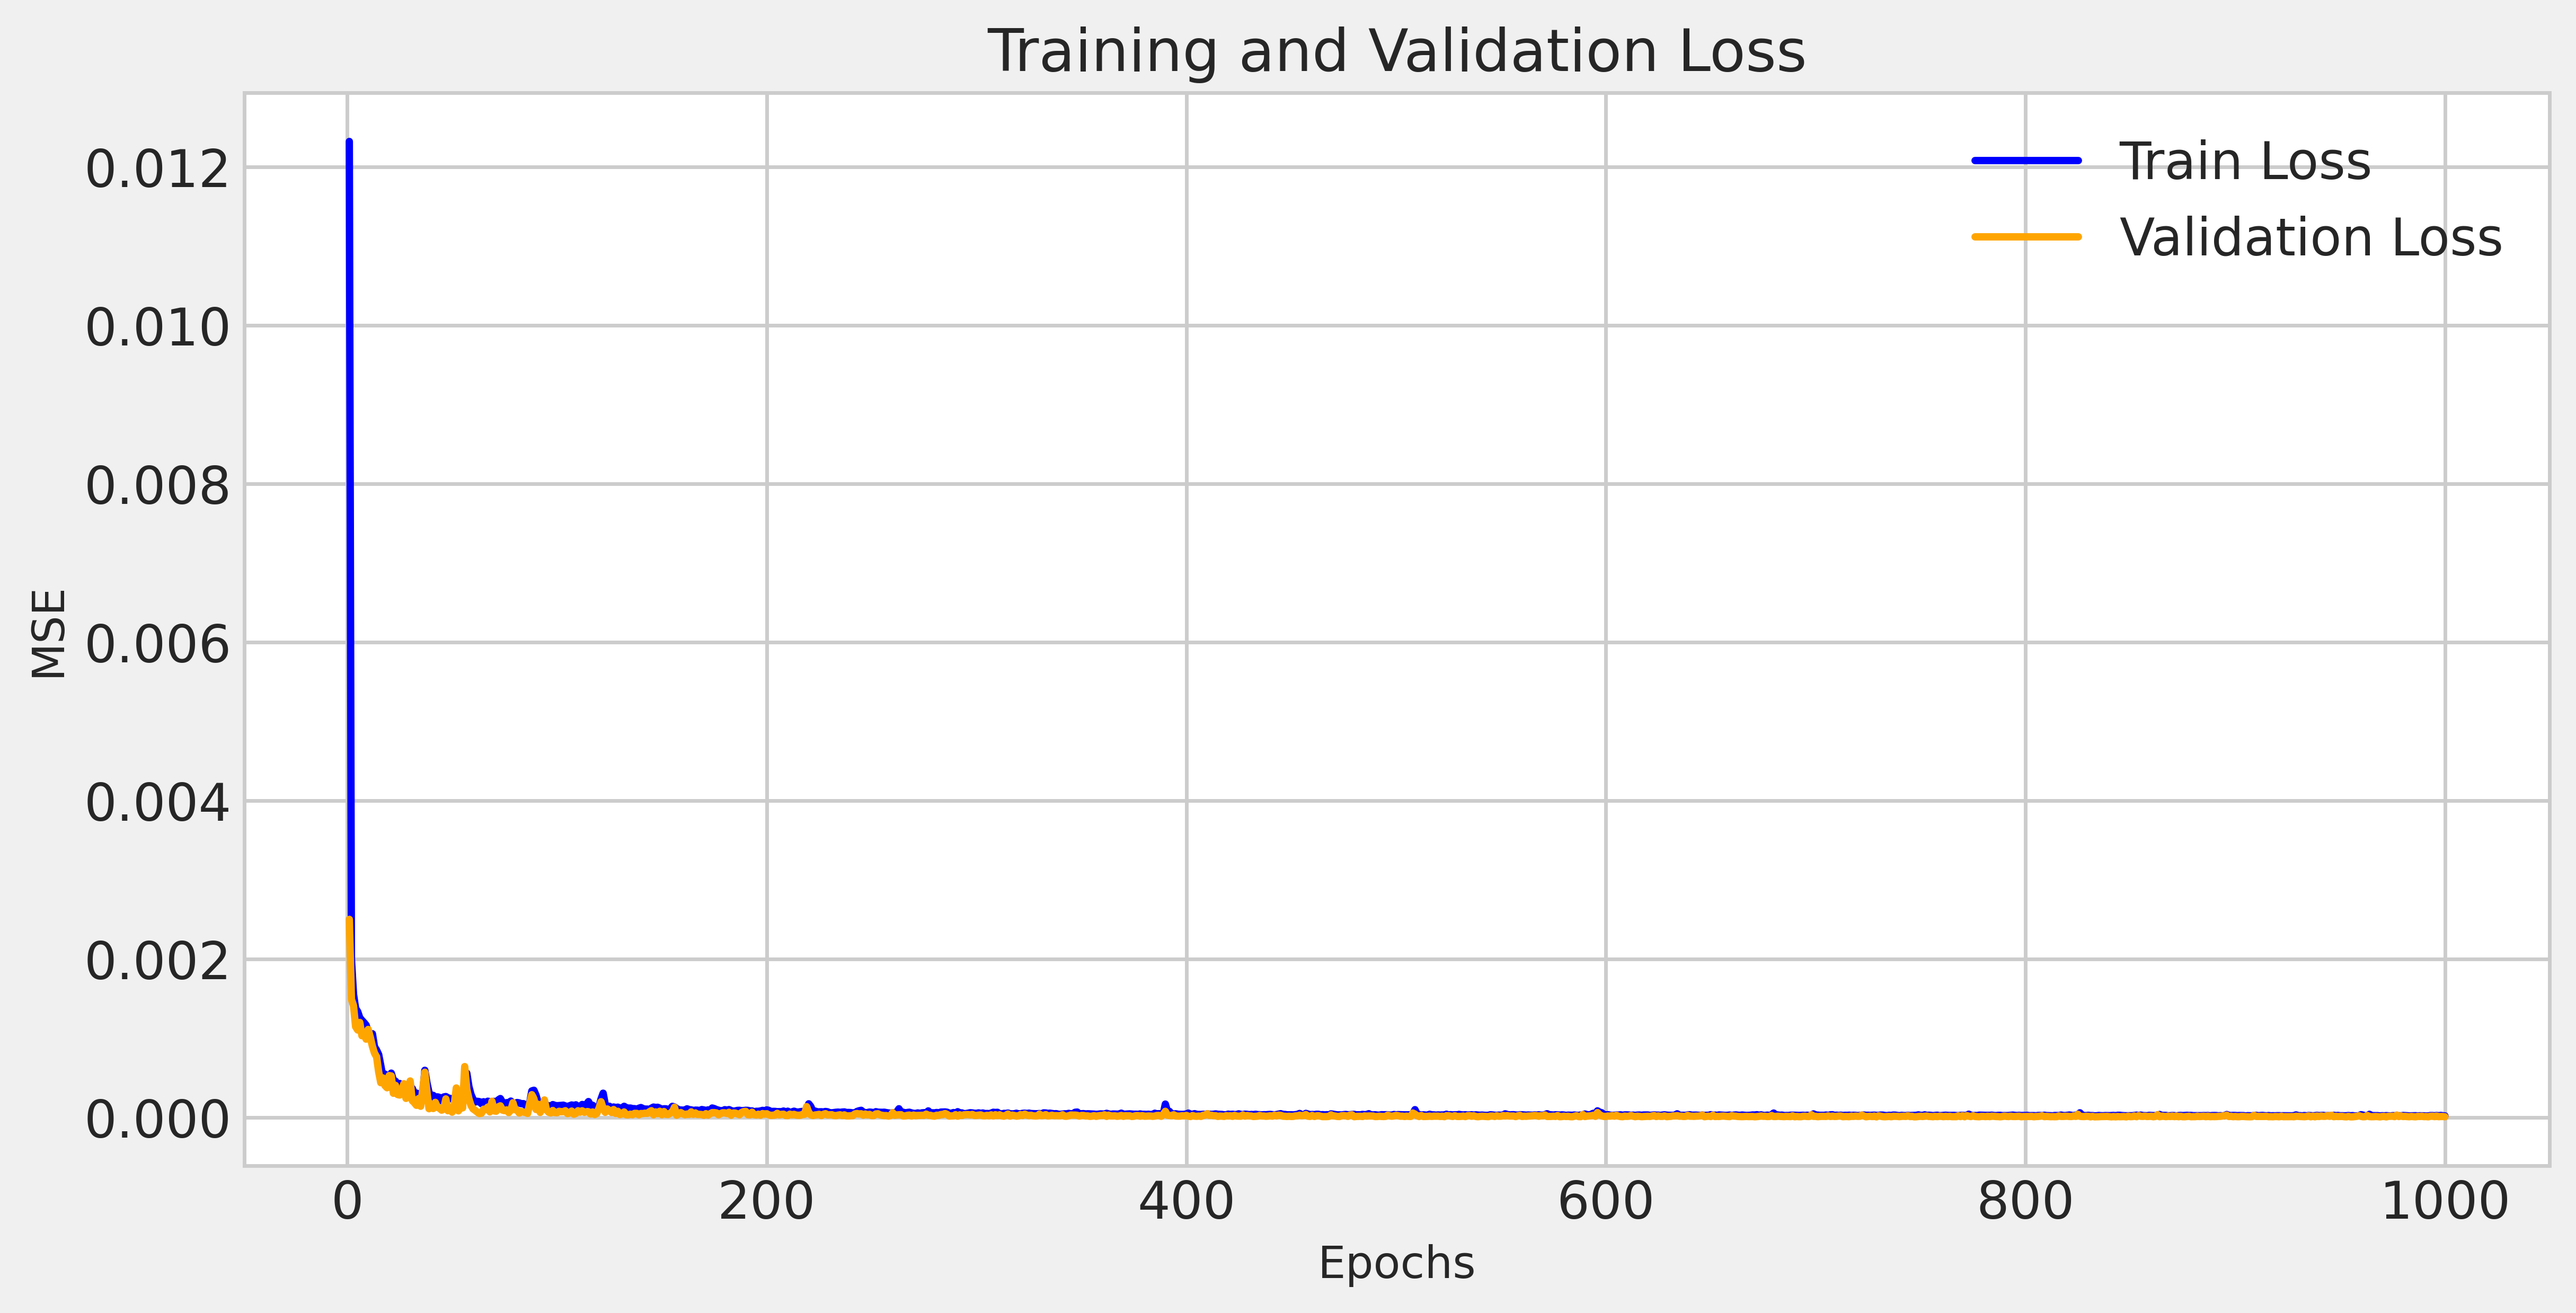 Training and Validation Loss
Train Loss
Validation Loss
0.012
0.010
0.008
0.006
0.004
0.002
0.000
MSE
0 200 400 600 800 1000
Epochs